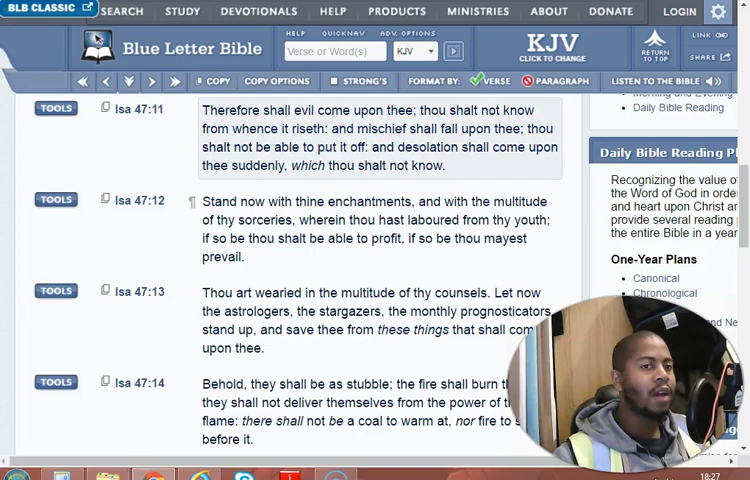 BLB CLASSIC
SEARCH STUDY DEVOTIONALS HELP PRODUCTS MINISTRIES ABOUT DONATE LOGIN
HELP QUICKNAV ADV. OPTIONS
Blue Letter Bible
Verse or Word(s)
KJV
KJV
CLICK TO CHANGE
RETURN
TO TOP
LINK
SHARE
COPY COPY OPTIONS STRONG'S FORMAT BY: VERSE PARAGRAPH LISTEN TO THE BIBLE
TOOLS Isa 47:11 Therefore shall evil come upon thee; thou shalt not know
from whence it riseth: and mischief shall fall upon thee; thou
shalt not be able to put it off: and desolation shall come upon
thee suddenly, which thou shalt not know.
TOOLS Isa 47:12 ¶ Stand now with thine enchantments, and with the multitude
of thy sorceries, wherein thou hast laboured from thy youth;
if so be thou shalt be able to profit, if so be thou mayest
prevail.
TOOLS Isa 47:13 Thou art wearied in the multitude of thy counsels. Let now
the astrologers, the stargazers, the monthly prognosticators,
stand up, and save thee from these things that shall com
upon thee.
TOOLS Isa 47:14 Behold, they shall be as stubble; the fire shall burn th
they shall not deliver themselves from the power of th
flame: there shall not be a coal to warm at, nor fire to s
before it.
Morning and Evening
Daily Bible Reading
Daily Bible Reading Pl
Recognizing the value o
the Word of God in orde
and heart upon Christ ar
provide several reading
the entire Bible in a year
One-Year Plans
Canonical
Chronological
nd Ne
18:27